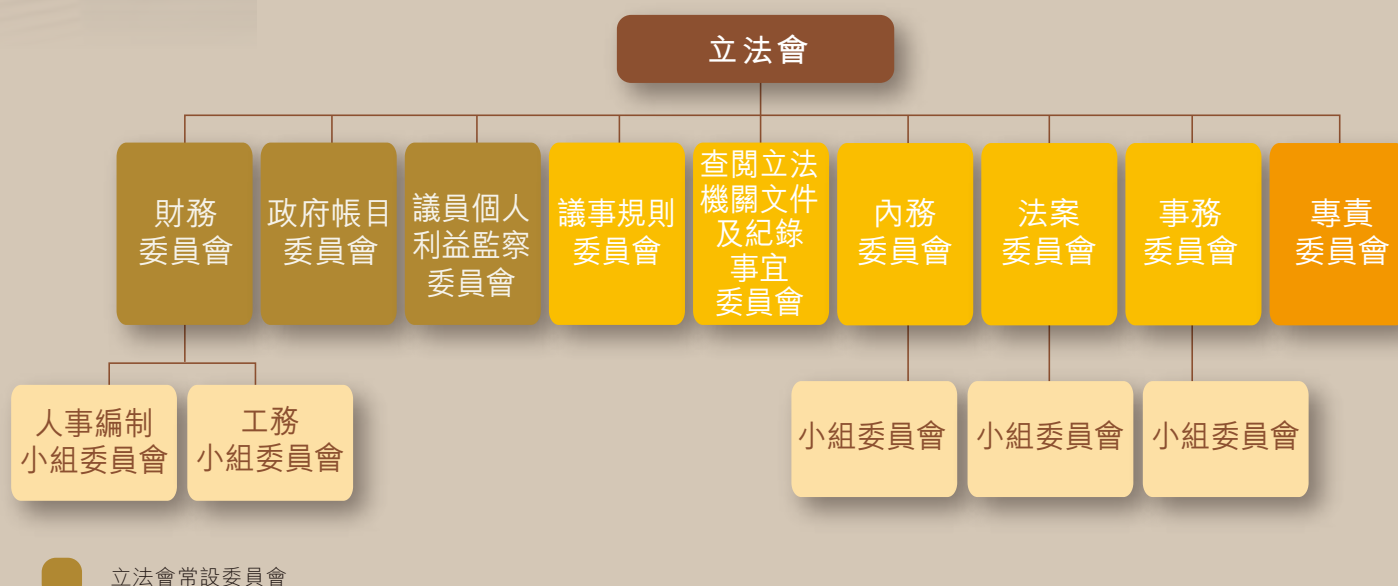 立法會
財務
委員會
政府帳目
委員會
議員個人
利益監察
委員會
議事規則
委員會
查閱立法
機關文件
及紀錄
事宜
委員會
內務
委員會
法案
委員會
事務
委員會
專責
委員會
人事編制
小組委員會
工務
小組委員會
小組委員會
小組委員會
小組委員會
立法會常設委員會